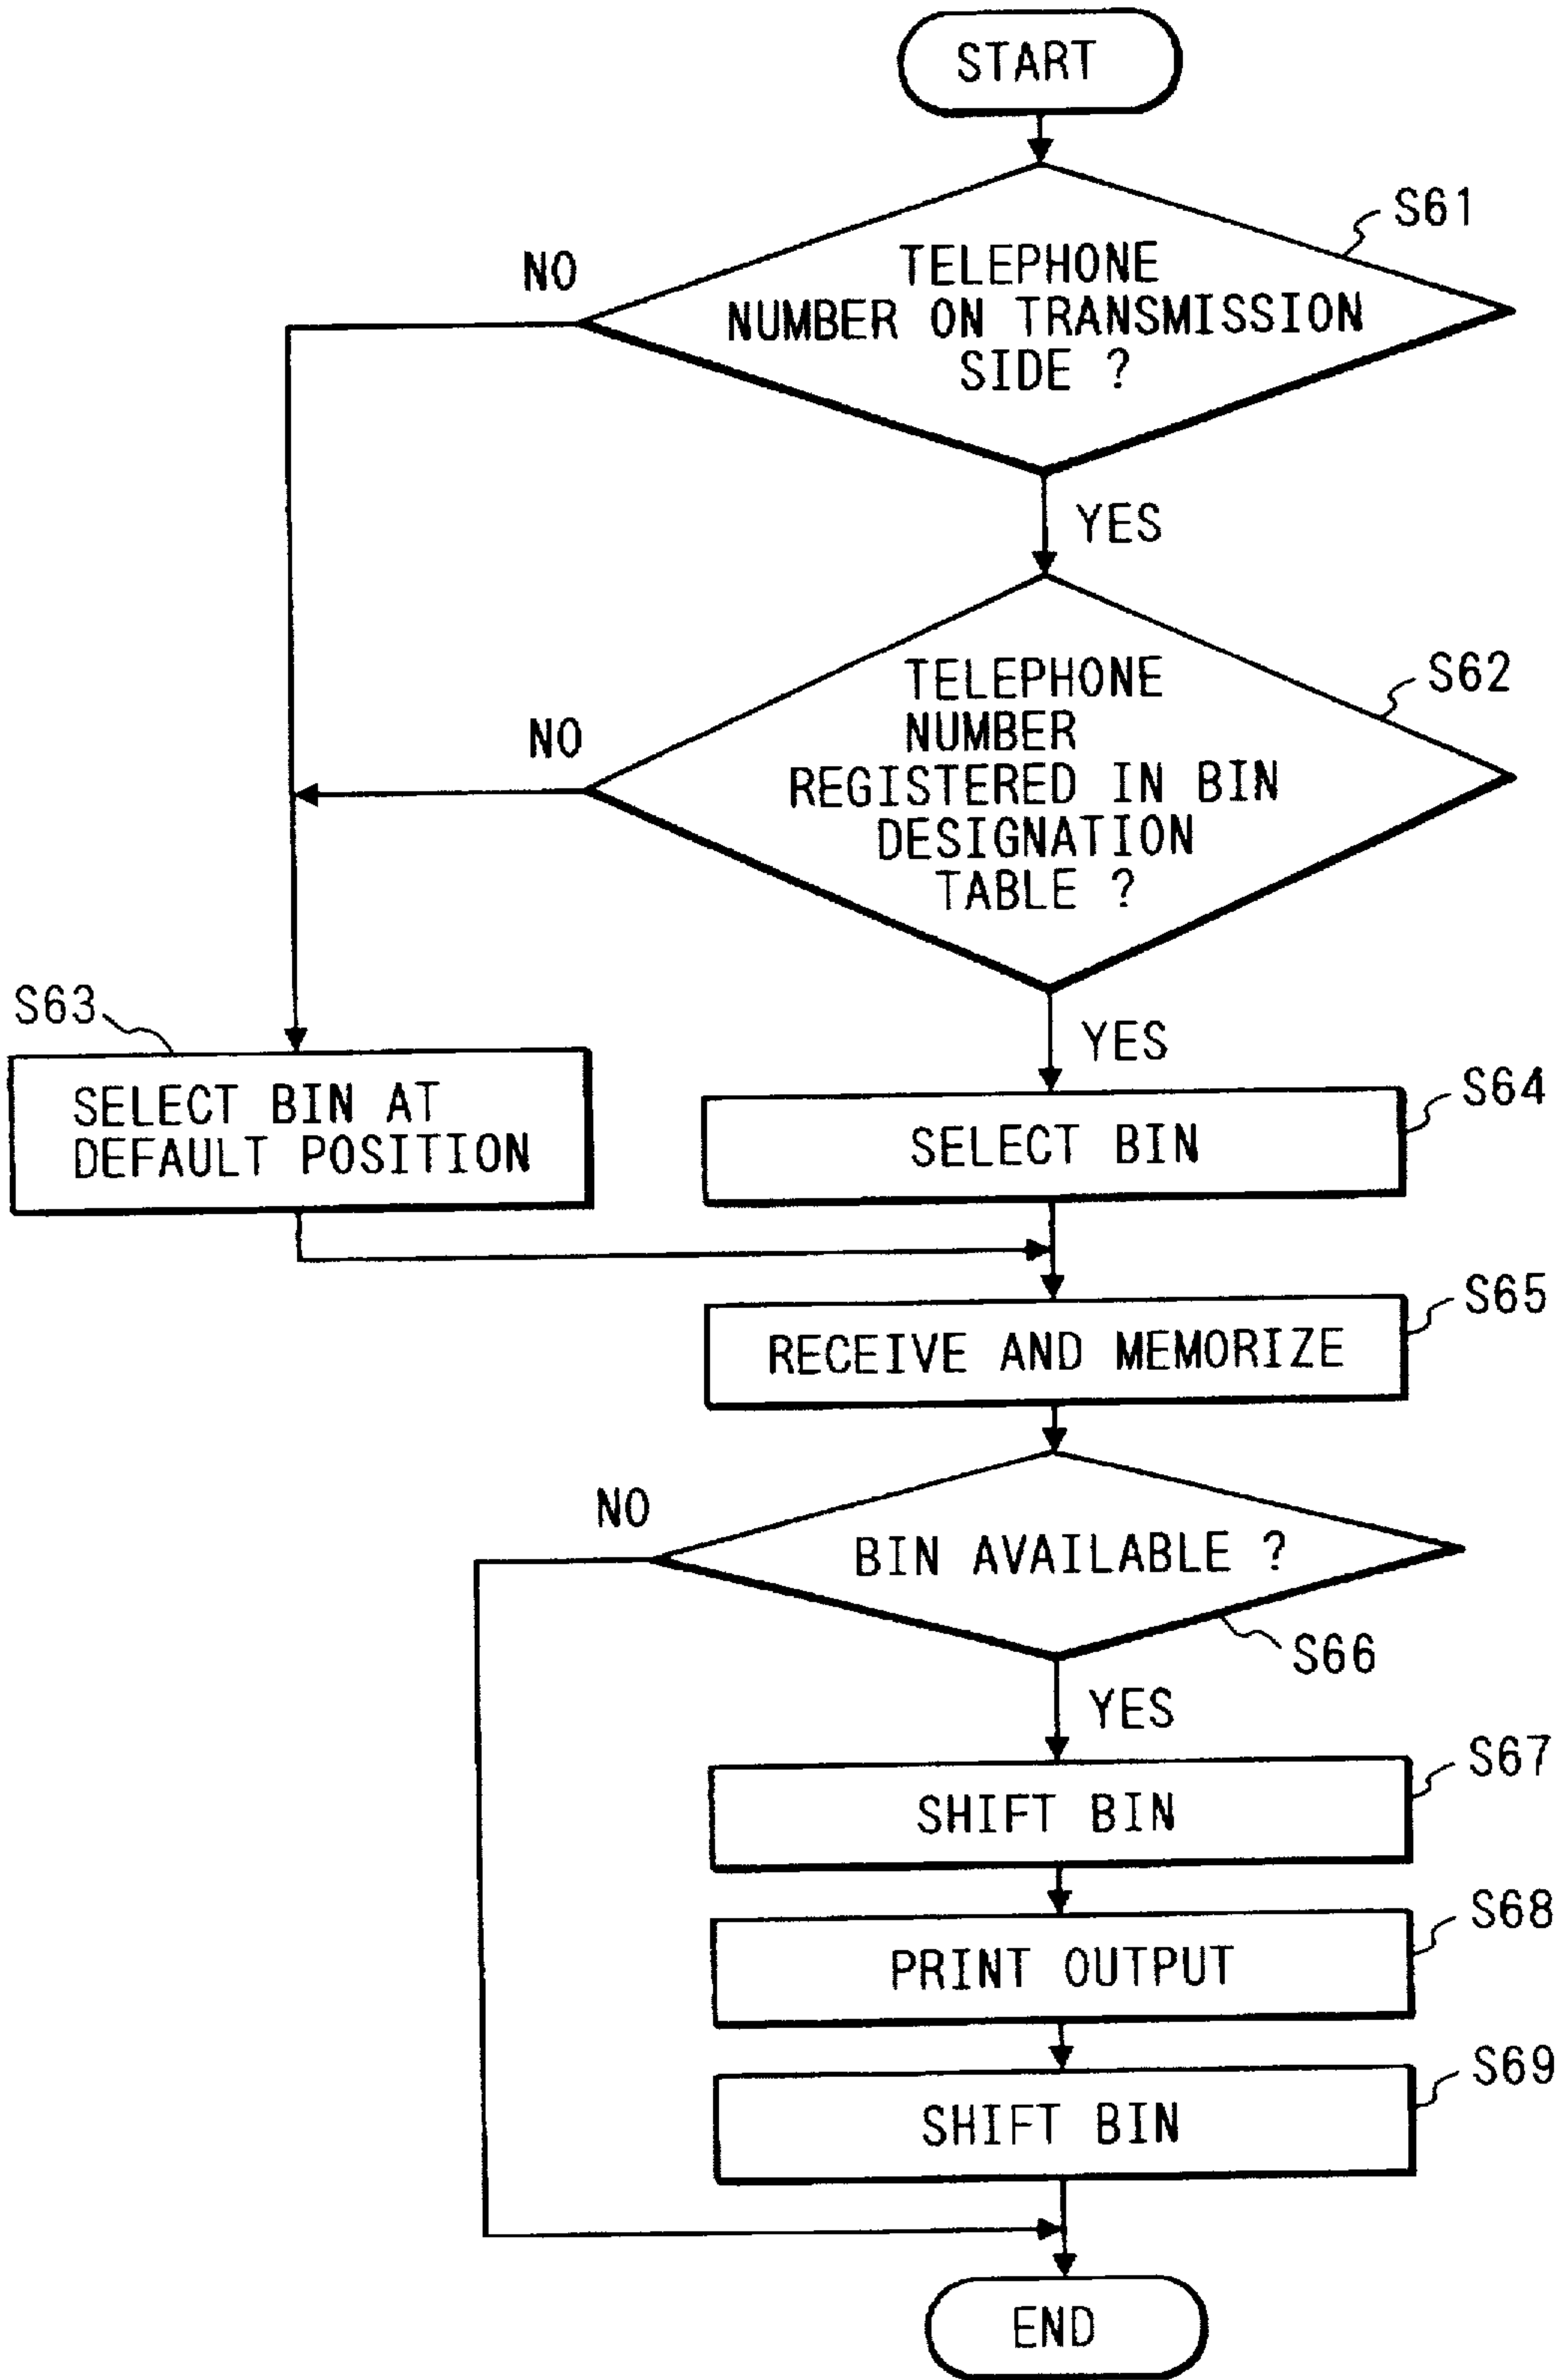 START
S61
NO
TELEPHONE
NUMBER ON TRANSMISSION
SIDE ?
YES
S62
NO
TELEPHONE
NUMBER
REGISTERED IN BIN
DESIGNATION
TABLE ?
S63
YES
SELECT BIN AT
DEFAULT POSITION
S64
SELECT BIN
S65
RECEIVE AND MEMORIZE
NO
BIN AVAILABLE ?
S66
YES
S67
SHIFT BIN
S68
PRINT OUTPUT
S69
SHIFT BIN
END